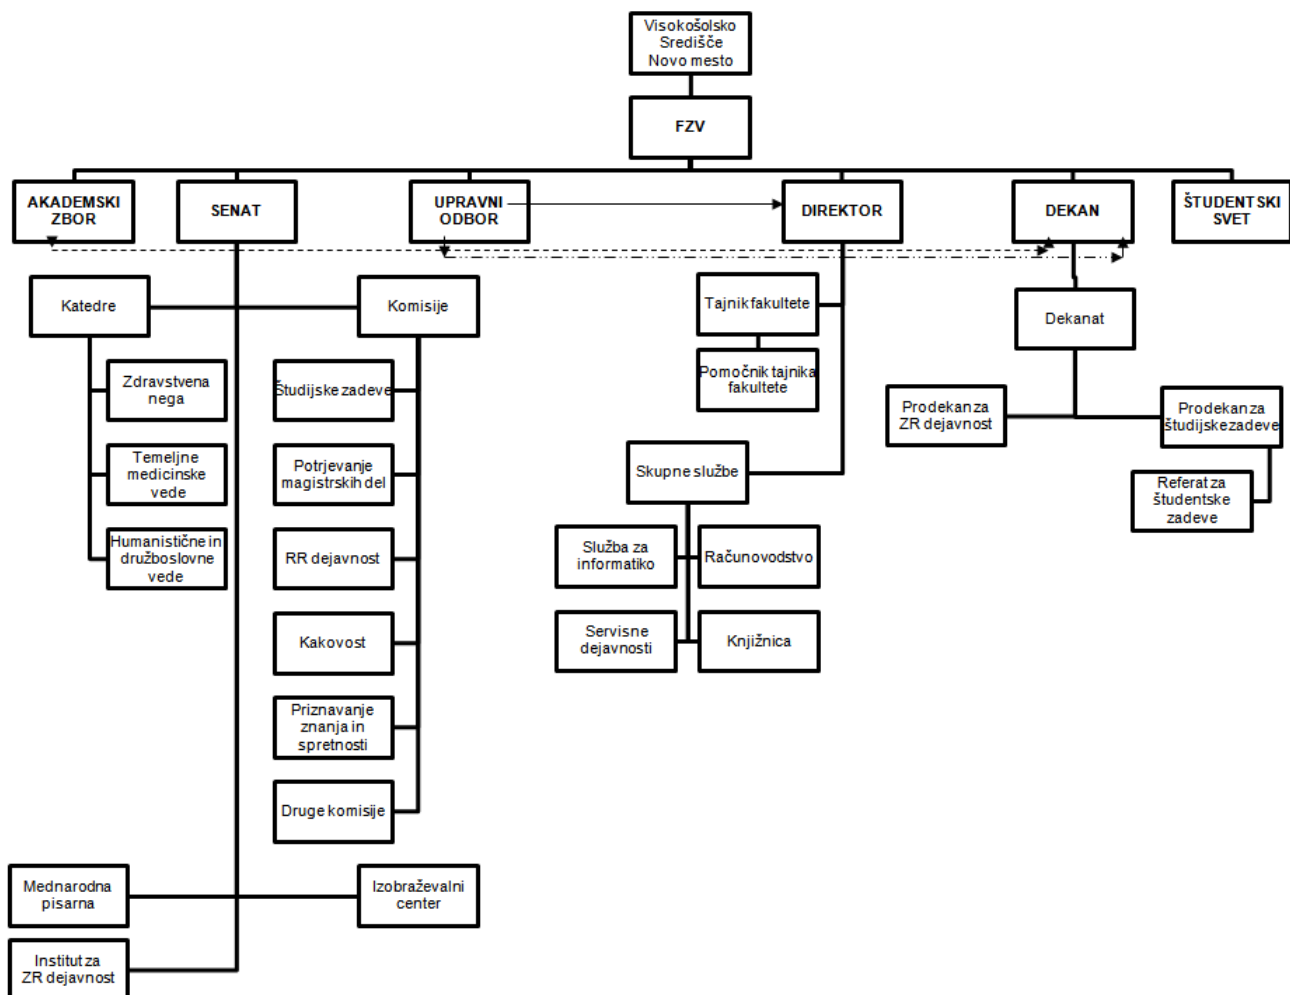 Visokošolsko
Središče
Novo mesto
FZV
AKADEMSKI
ZBOR
SENAT
UPRAVNI
ODBOR
DIREKTOR
DEKAN
ŠTUDENTSKI
SVET
Katedre
Komisije
Tajnik fakultete
Dekanat
Zdravstvena
nega
Študijske zadeve
Pomočnik tajnika
fakultete
Prodekan za
ZR dejavnost
Prodekan za
študijske zadeve
Temeljne
medicinske
vede
Potrjevanje
magistrskih del
Skupne službe
Referat za
študentske
zadeve
Humanistične in
družboslovne
vede
RR dejavnost
Služba za
informatiko
Računovodstvo
Kakovost
Servisne
dejavnosti
Knjižnica
Priznavanje
znanja in
spretnosti
Druge komisije
Mednarodna
pisarna
Izobraževalni
center
Institut za
ZR dejavnost